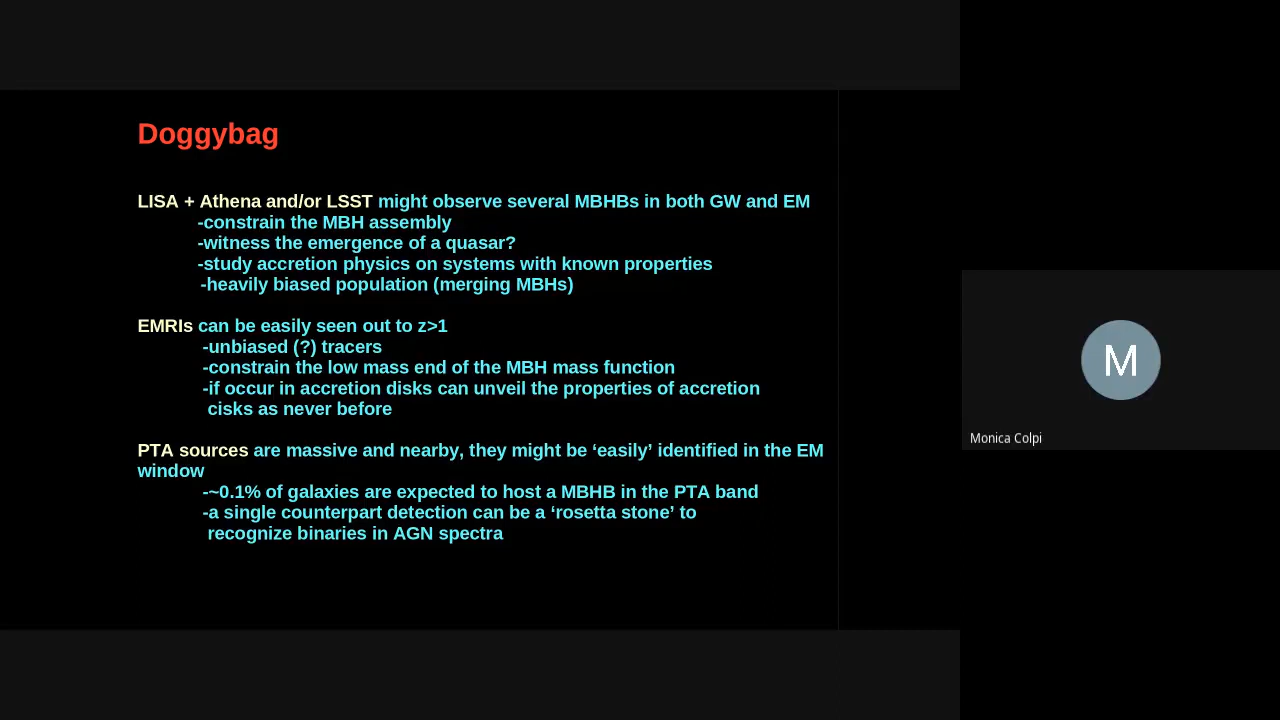 Doggybag
LISA + Athena and/or LSST might observe several MBHBs in both GW and EM
-constrain the MBH assembly
-witness the emergence of a quasar?
-study accretion physics on systems with known properties
-heavily biased population (merging MBHs)
EMRIs can be easily seen out to z>1
-unbiased (?) tracers
-constrain the low mass end of the MBH mass function
-if occur in accretion disks can unveil the properties of accretion
cisks as never before
PTA sources are massive and nearby, they might be ‘easily’ identified in the EM
window
-~0.1% of galaxies are expected to host a MBHB in the PTA band
-a single counterpart detection can be a ‘rosetta stone’ to
recognize binaries in AGN spectra
M
Monica Colpi